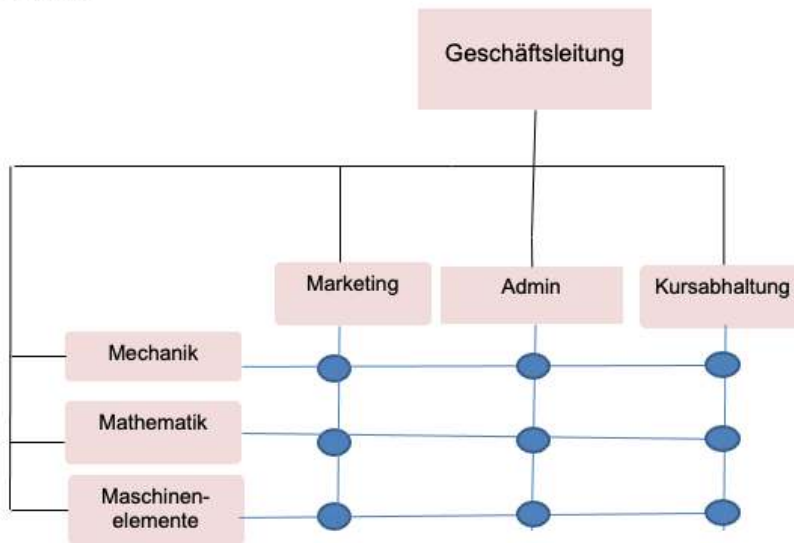 Geschäftsleitung
Marketing
Admin
Kursabhaltung
Mechanik
Mathematik
Maschinen-
elemente